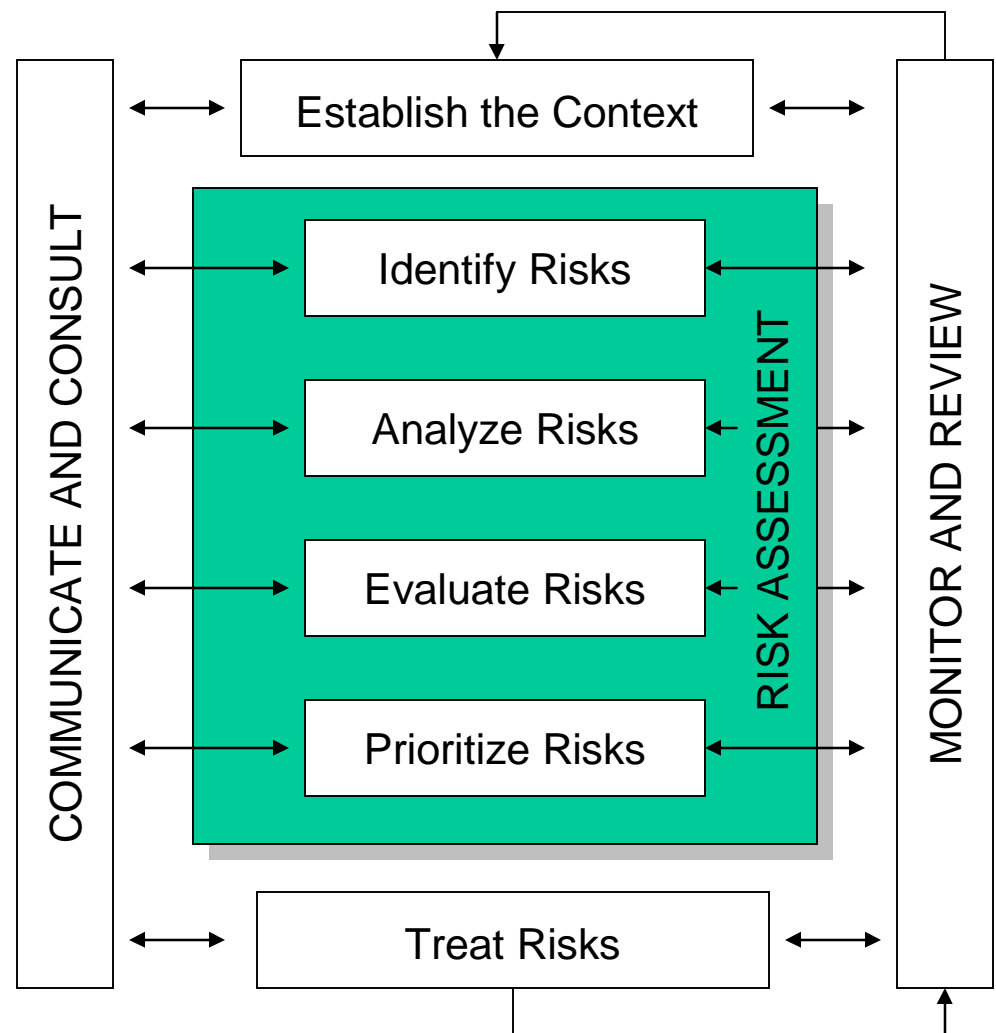 Establish the Context
COMMUNICATE AND CONSULT
Identify Risks
Analyze Risks
Evaluate Risks
Prioritize Risks
RISK ASSESSMENT
MONITOR AND REVIEW
Treat Risks